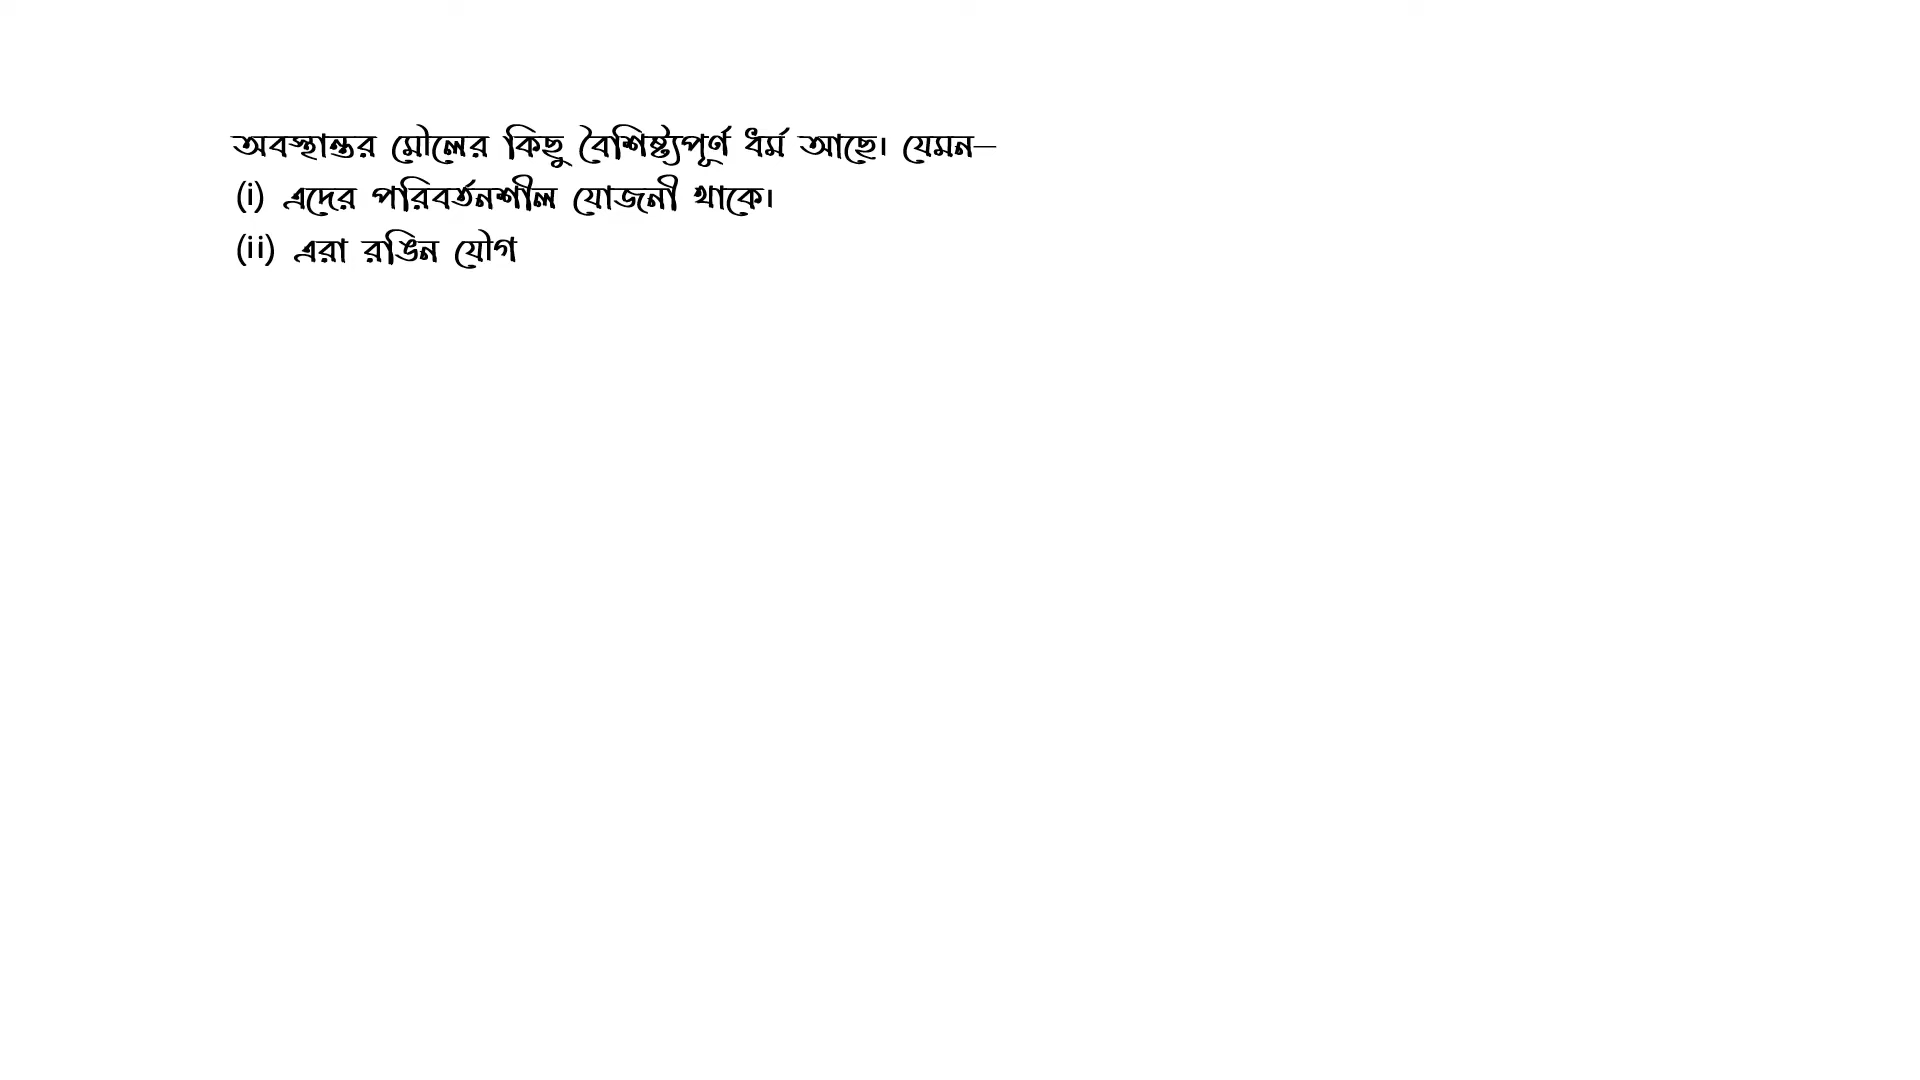 অবস্থান্তর মৌলের কিছু বৈশিষ্ট্যপূর্ণ ধর্ম আছে। যেমন—
(i) এদের পরিবর্তনশীল যোজনী থাকে।
(ii) এরা রঙিন যৌগ